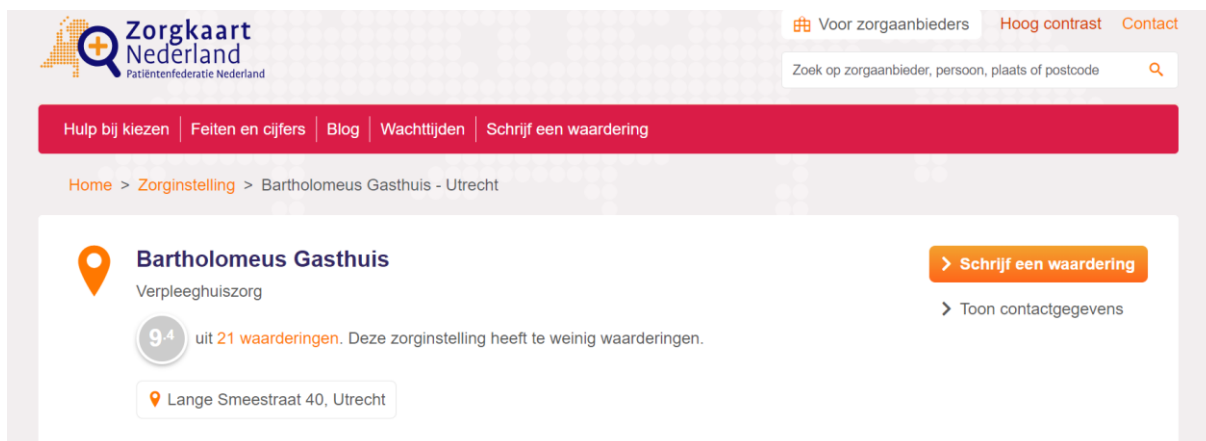 Zorgkaart
Nederland
Patiëntenfederatie Nederland
Voor zorgaanbieders Hoog contrast Contact
Zoek op zorgaanbieder, persoon, plaats of postcode
Hulp bij kiezen Feiten en cijfers Blog Wachttijden Schrijf een waardering
Home > Zorginstelling > Bartholomeus Gasthuis - Utrecht
Bartholomeus Gasthuis
Verpleeghuiszorg
9.4 uit 21 waarderingen. Deze zorginstelling heeft te weinig waarderingen.
Lange Smeestraat 40, Utrecht
Schrijf een waardering
Toon contactgegevens